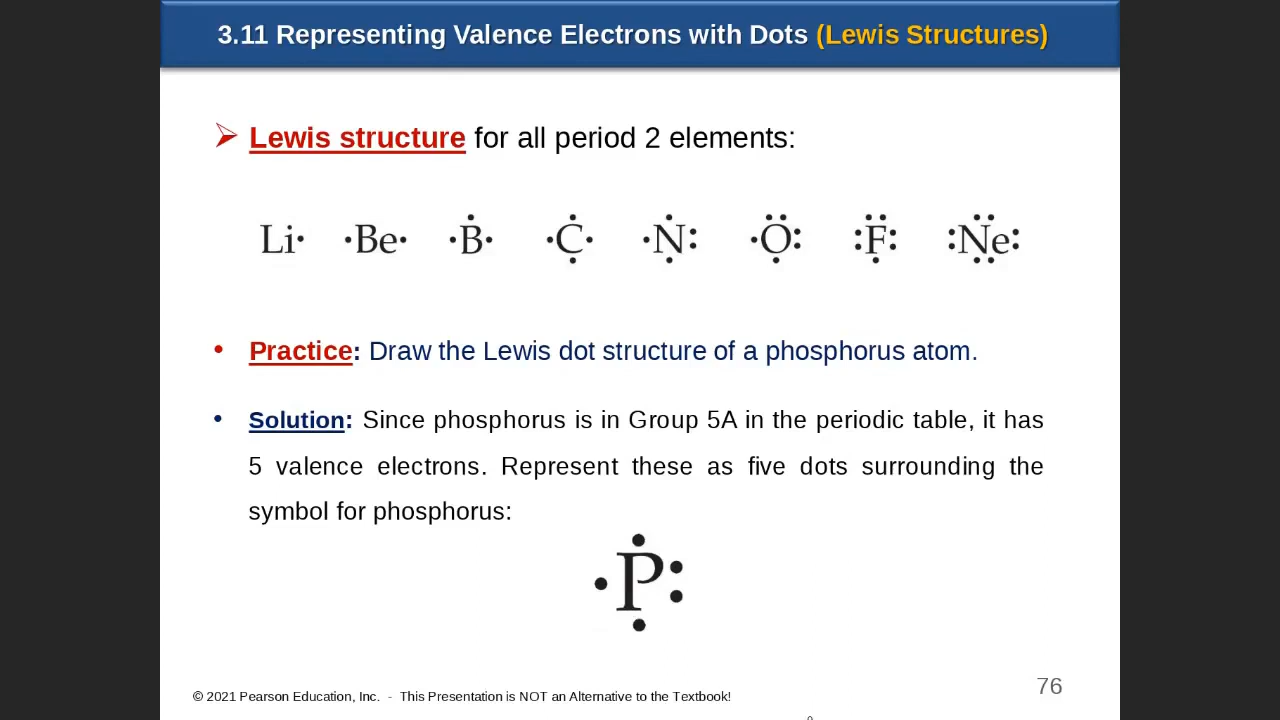 3.11 Representing Valence Electrons with Dots (Lewis Structures)
Lewis structure for all period 2 elements:
Li Be B C N O F Ne
Practice: Draw the Lewis dot structure of a phosphorus atom.
Solution: Since phosphorus is in Group 5A in the periodic table, it has
5 valence electrons. Represent these as five dots surrounding the
symbol for phosphorus:
P
76
© 2021 Pearson Education, Inc. - This Presentation is NOT an Alternative to the Textbook!